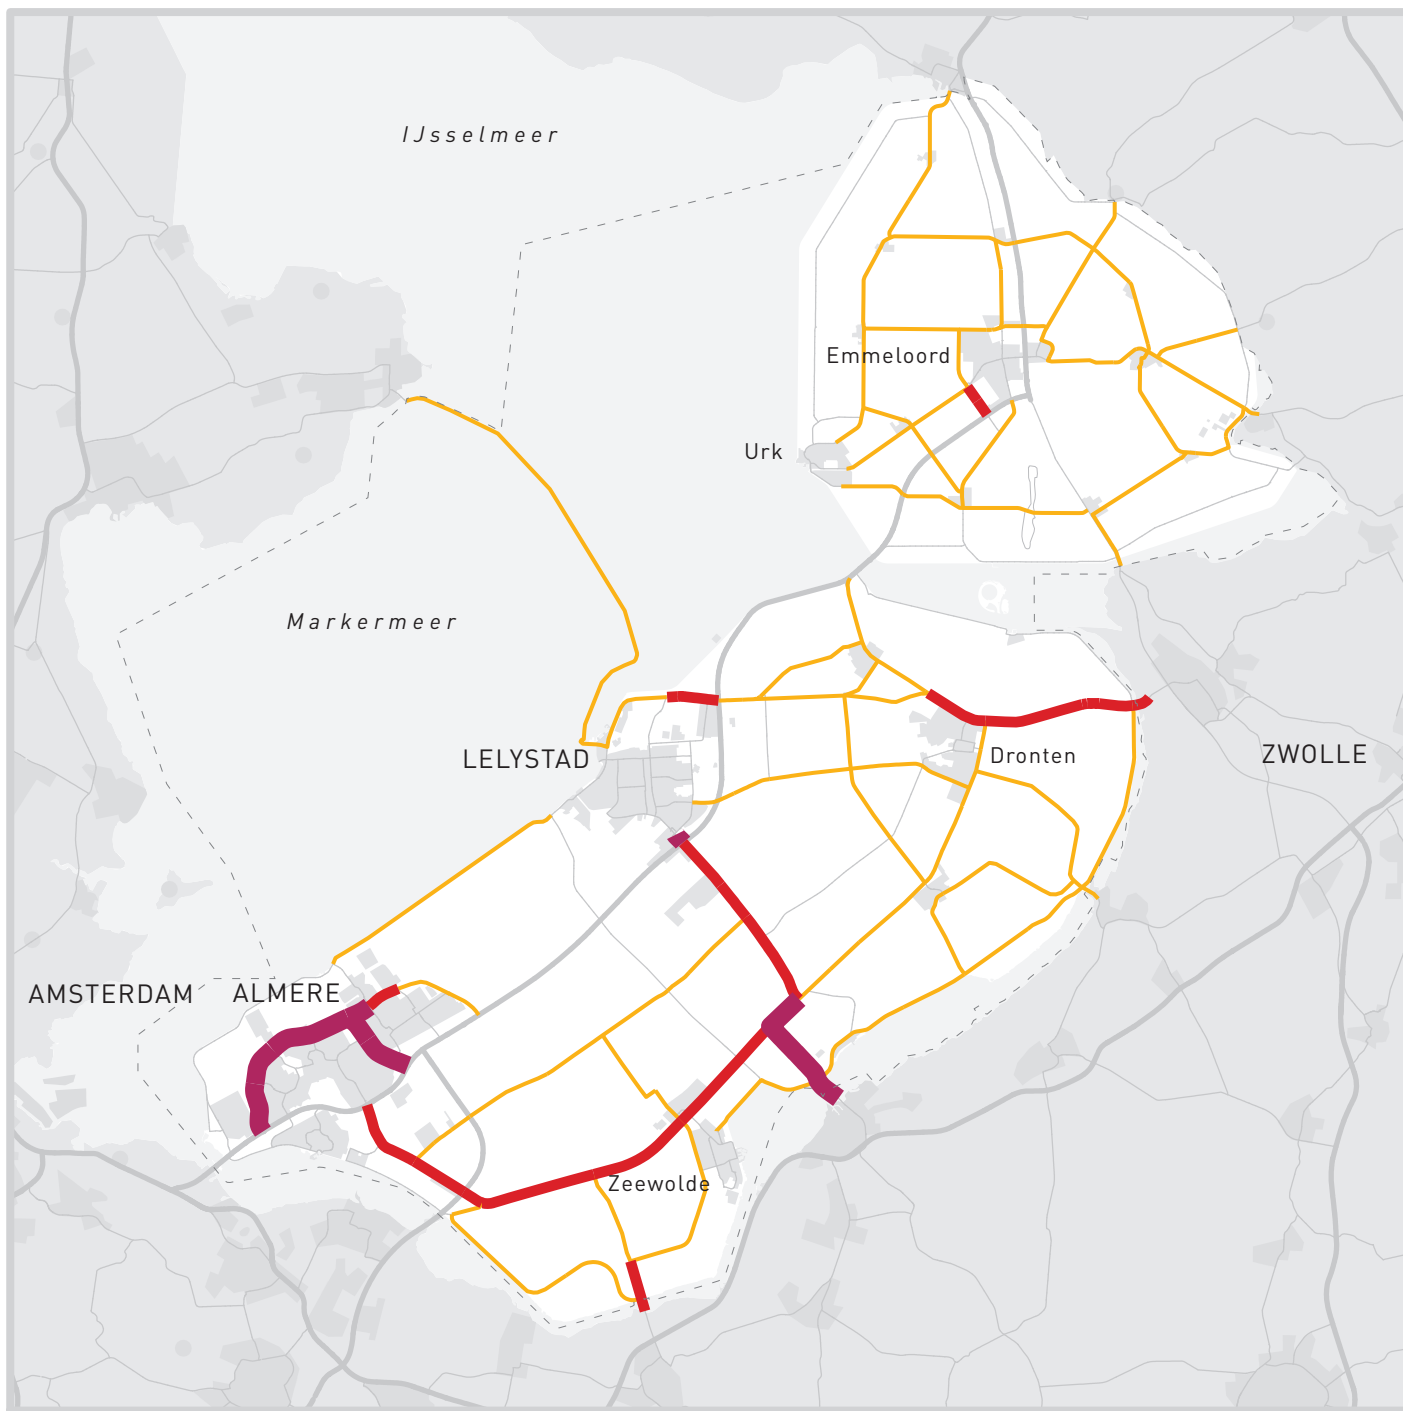 IJsselmeer
Emmeloord
Urk
Markermeer
LELYSTAD
Dronten
ZWOLLE
AMSTERDAM
ALMERE
Zeewolde